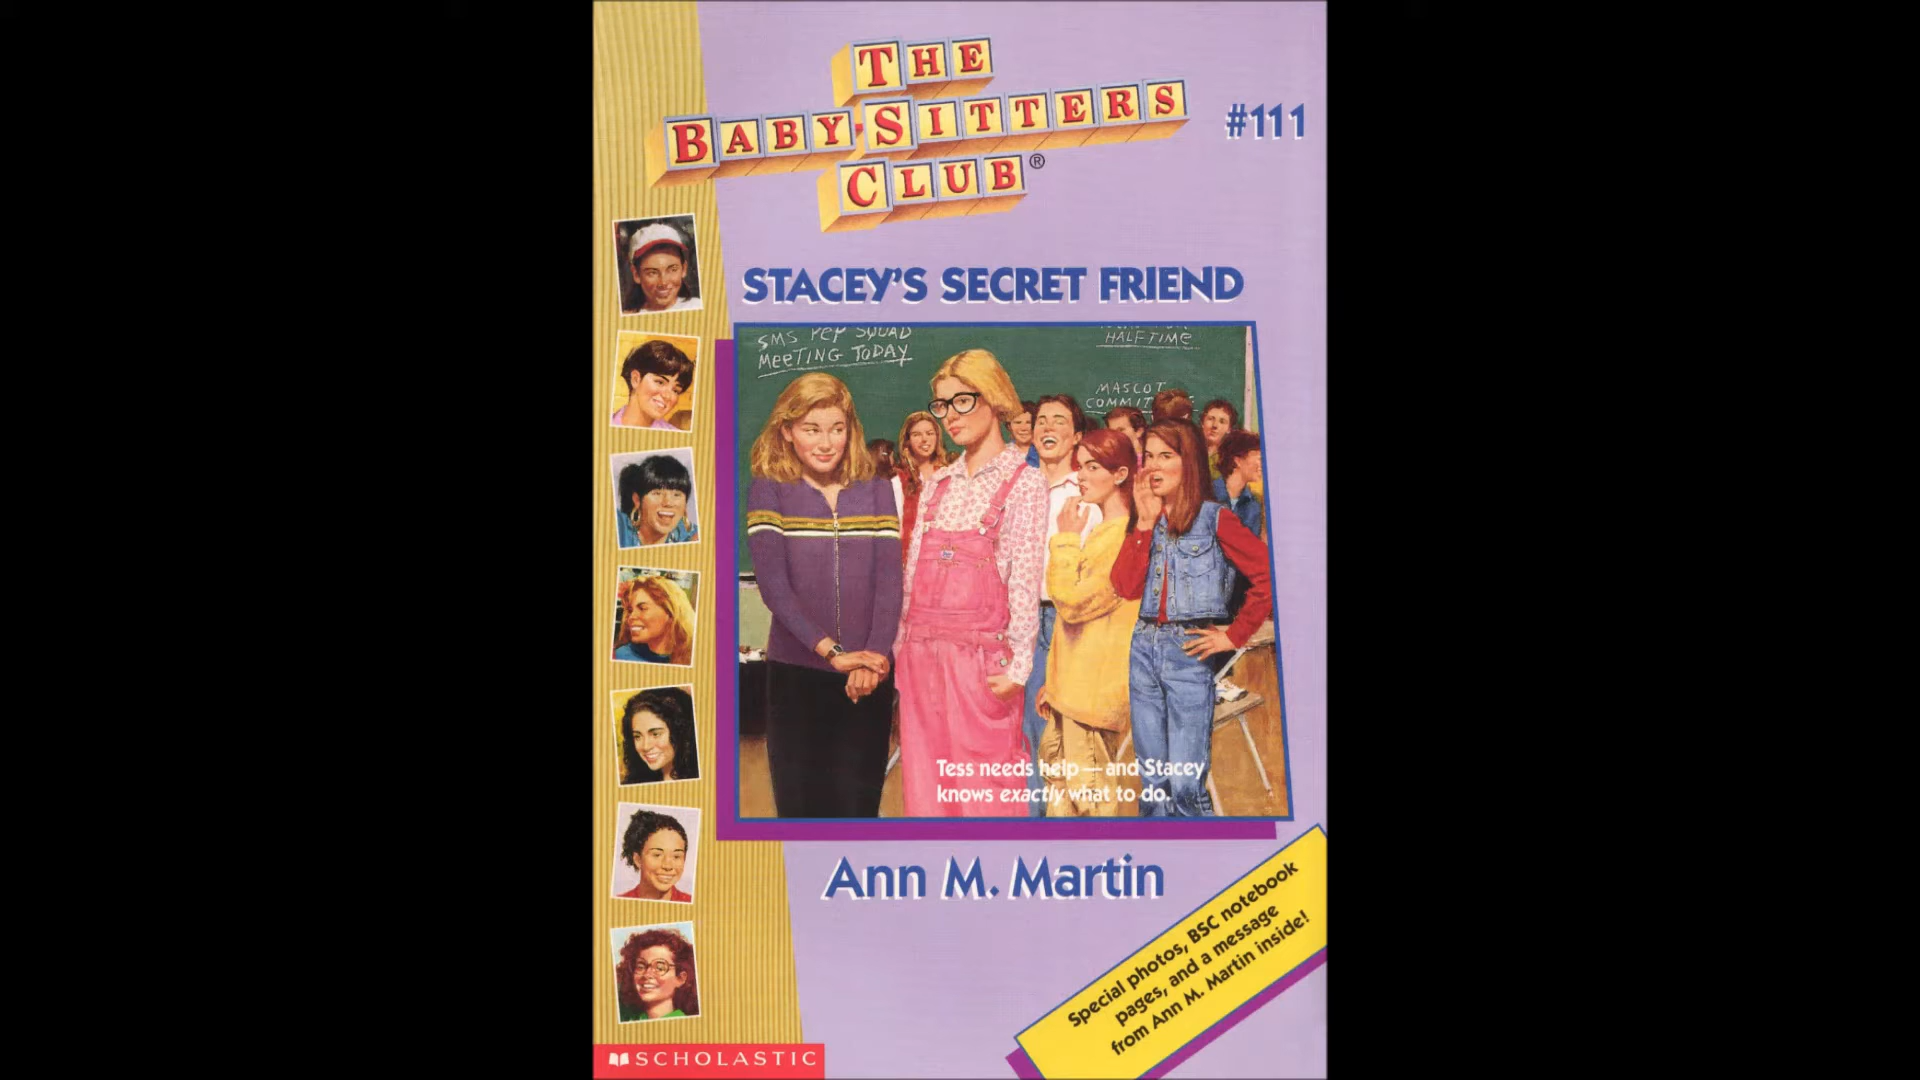 THE
BABY-SITTERS
CLUB®
#111
STACEY'S SECRET FRIEND
SMS PEP SQUAD
MEETING TODAY
HALFTIME
MASCOT
Tess needs help—and Stacey
knows exactly what to do.
Ann M. Martin
Special photos, BSC notebook
pages, and a message
from Ann M. Martin inside!
SCHOLASTIC